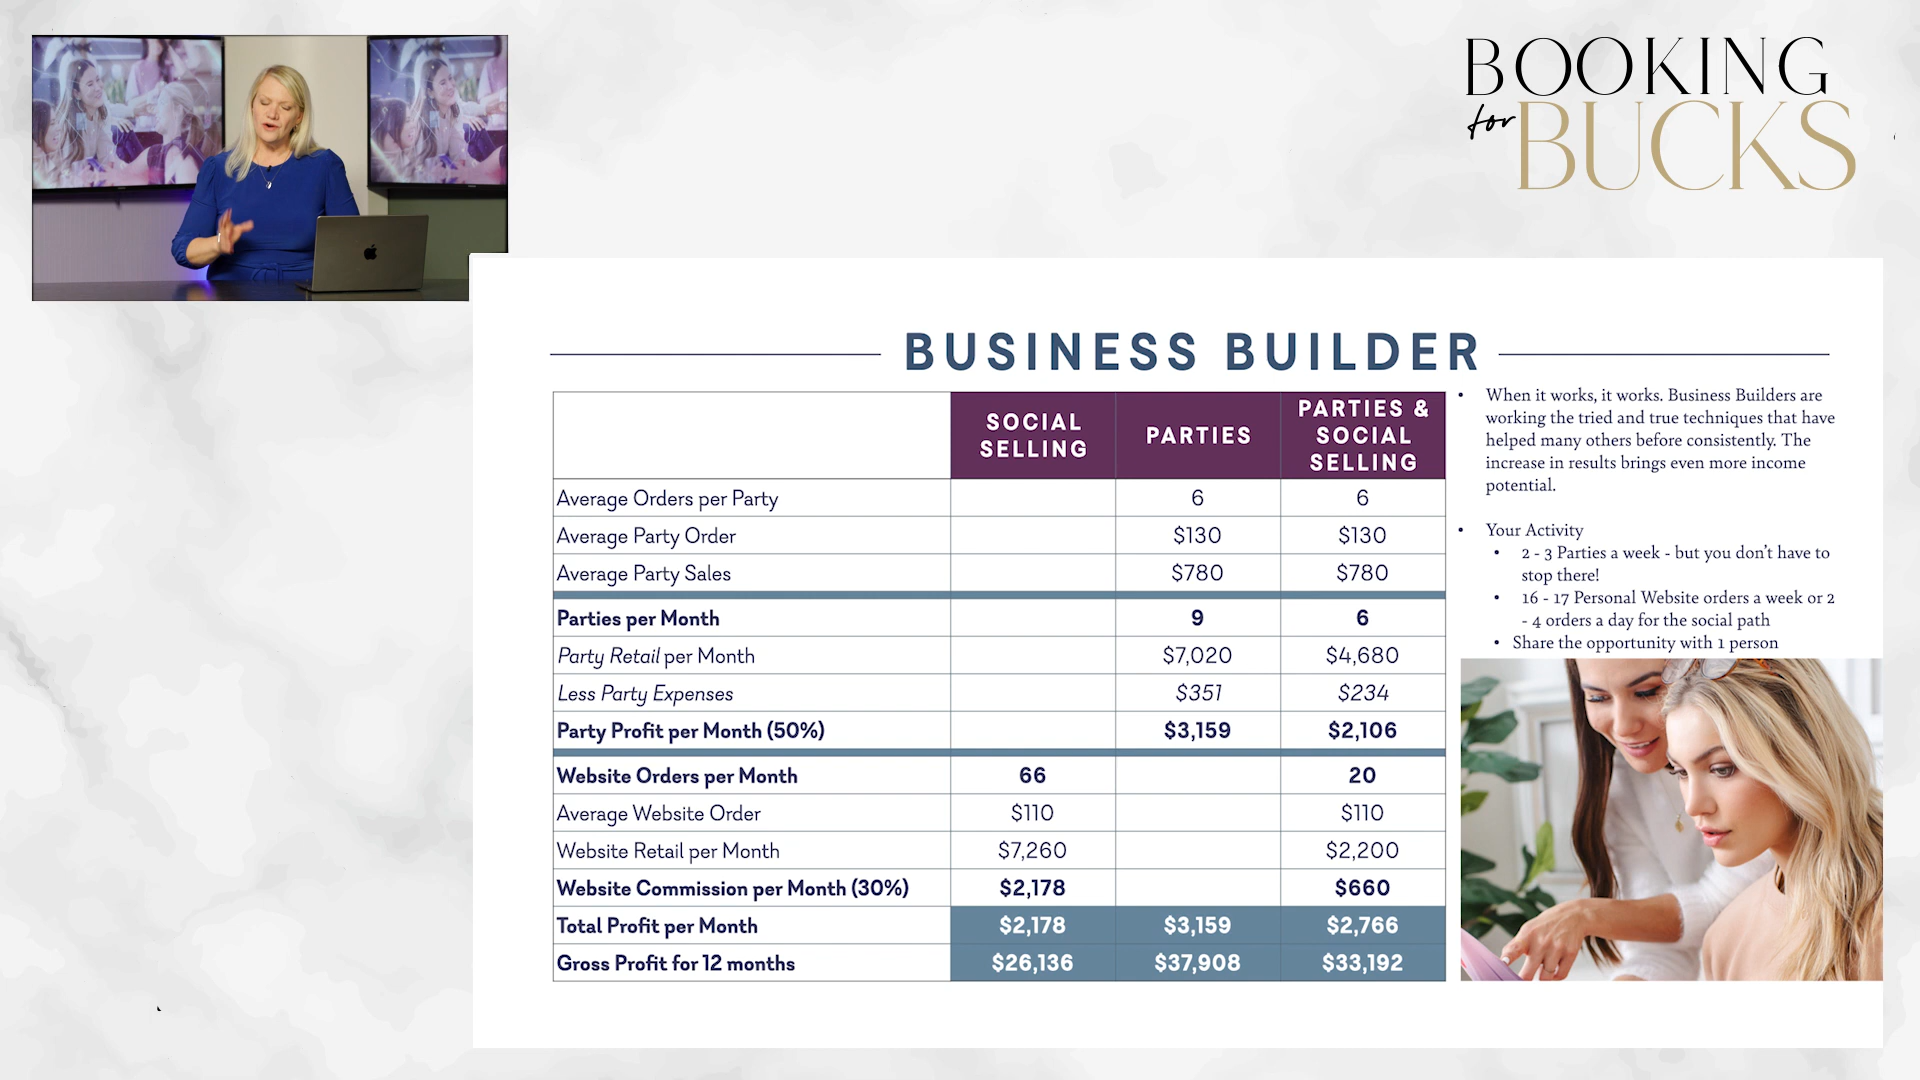 BOOKING
for BUCKS
BUSINESS BUILDER
SOCIAL SELLING PARTIES PARTIES & SOCIAL SELLING
Average Orders per Party 6 6
Average Party Order $130 $130
Average Party Sales $780 $780
Parties per Month 9 6
Party Retail per Month $7,020 $4,680
Less Party Expenses $351 $234
Party Profit per Month (50%) $3,159 $2,106
Website Orders per Month 66 20
Average Website Order $110 $110
Website Retail per Month $7,260 $2,200
Website Commission per Month (30%) $2,178 $660
Total Profit per Month $2,178 $3,159 $2,766
Gross Profit for 12 months $26,136 $37,908 $33,192
• When it works, it works. Business Builders are
working the tried and true techniques that have
helped many others before consistently. The
increase in results brings even more income
potential.
• Your Activity
• 2 - 3 Parties a week - but you don't have to
stop there!
• 16 - 17 Personal Website orders a week or 2
- 4 orders a day for the social path
• Share the opportunity with 1 person